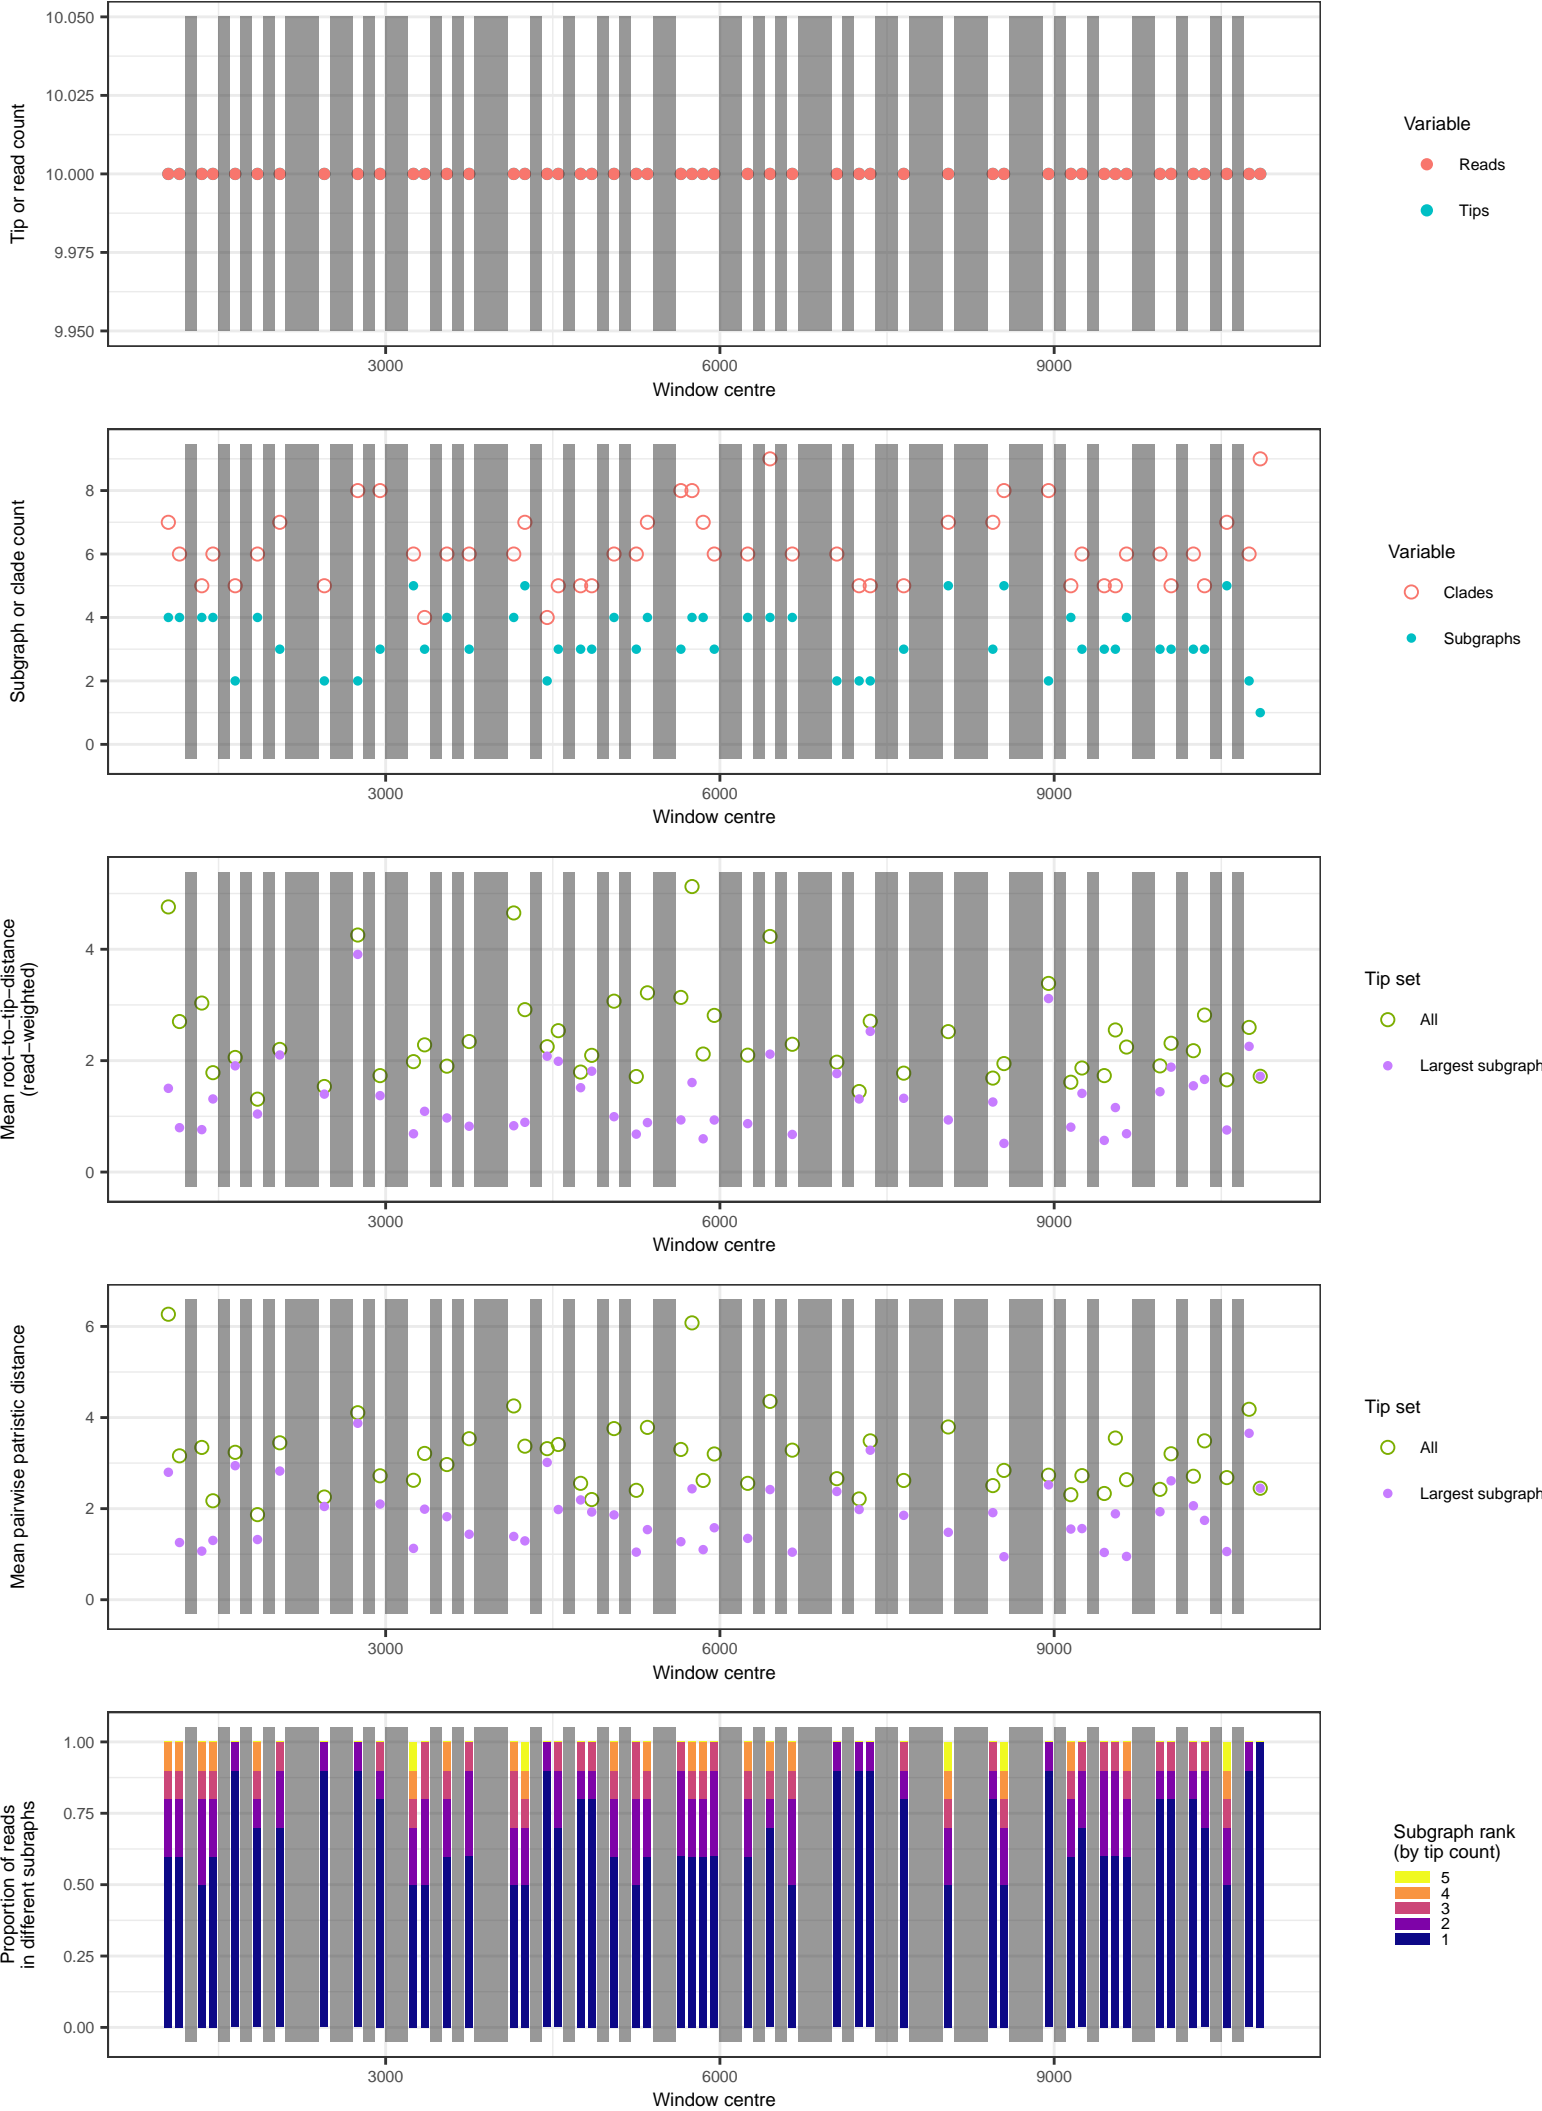 10.050
10.025
10.000
9.975
9.950
Tip or read count
3000
6000
9000
Window centre
Variable
Reads
Tips
8
6
4
2
0
Subgraph or clade count
3000
6000
9000
Window centre
Variable
Clades
Subgraphs
4
2
0
Mean root−to−tip−distance
(read−weighted)
3000
6000
9000
Window centre
Tip set
All
Largest subgraph
6
4
2
0
Mean pairwise patristic distance
3000
6000
9000
Window centre
Tip set
All
Largest subgraph
1.00
0.75
0.50
0.25
0.00
Proportion of reads
in different subraphs
3000
6000
9000
Window centre
Subgraph rank
(by tip count)
5
4
3
2
1